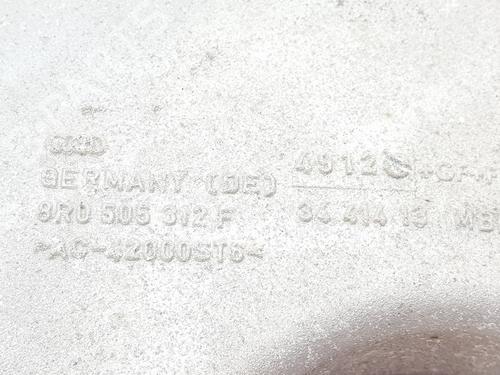 GERMANY (DE) 4912
8R0 505 312 F 34 414 13
>AC-42000ST6<